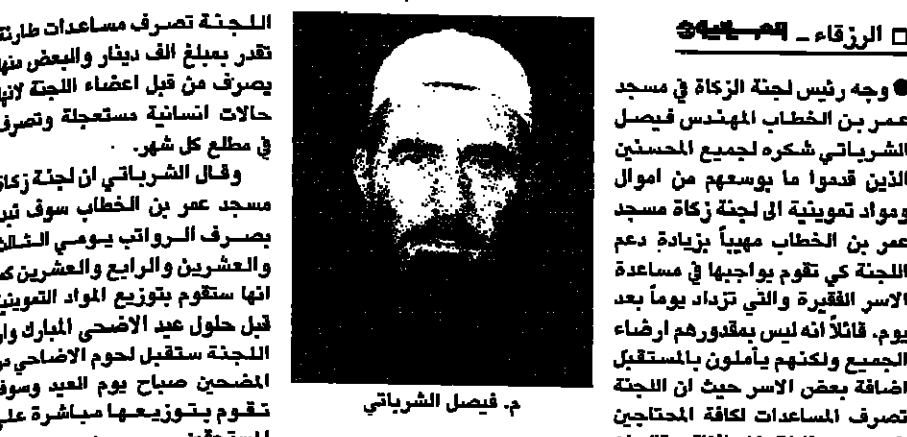 □ الرزقاء ـ
● وجه رئيس لجنة الزكاة في مسجد
عمر بن الخطاب المهندس فيصل
الشرباتي شكره لجميع المحسنين
الذين قدموا ما بوسعهم من اموال
ومواد تموينية الى لجنة زكاة مسجد
عمر بن الخطاب مهيباً بزيادة دعم
اللجنة كي تقوم بواجبها في مساعدة
الاسر الفقيرة والتي تزداد يوماً بعد
يوم. قائلاً انه ليس بمقدورهم ارضاء
الجميع ولكنهم يأملون بالمستقبل
اضافة بعض الاسر حيث ان اللجنة
تصرف المساعدات لكافة المحتاجين
م. فيصل الشرباتي
اللجنة تصرف مساعدات طارئة
تقدر بمبلغ الف دينار والبعض منها
يصرف من قبل اعضاء اللجنة لانها
حالات انسانية مستعجلة وتصرف
في مطلع كل شهر.
وقال الشرباتي ان لجنة زكاة
مسجد عمر بن الخطاب سوف
بصرف الرواتب يومي الثالث
والعشرين والرابع والعشرين كما
انها ستقوم بتوزيع المواد التموينية
قبل حلول عيد الاضحى المبارك وان
اللجنة ستقبل لحوم الاضاحي من
المضحين صباح يوم العيد وسوف
تقوم بتوزيعها مباشرة على